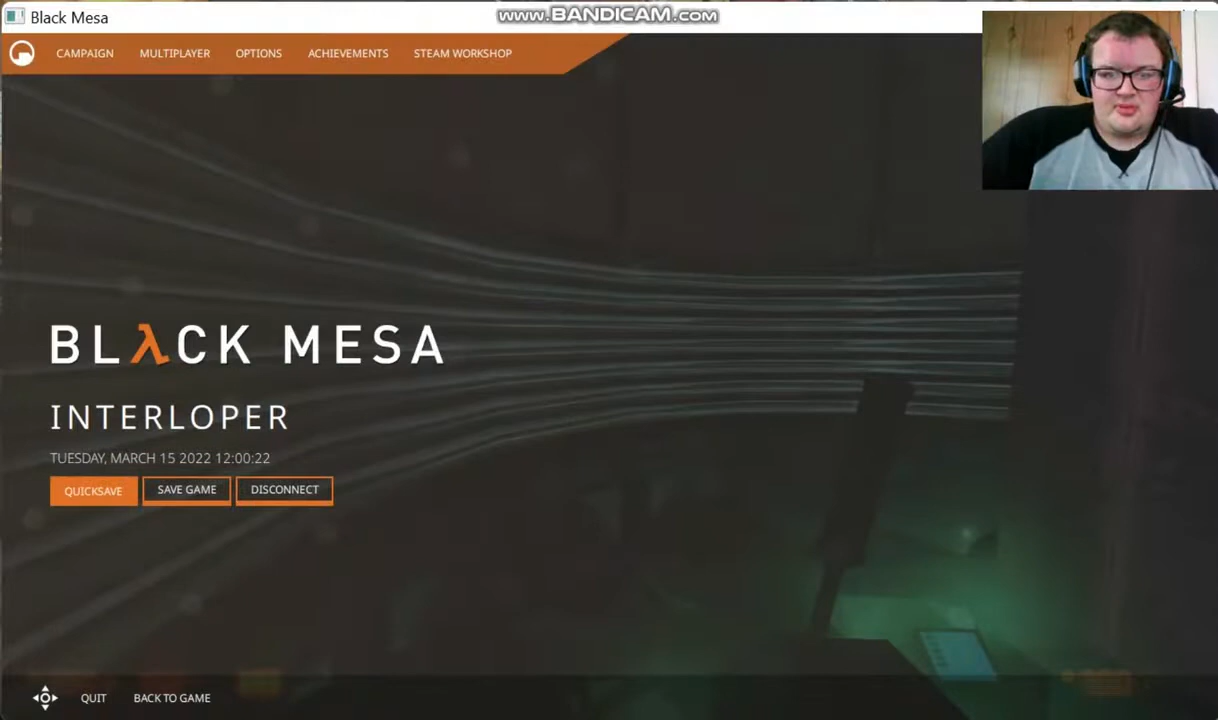 Black Mesa
www.BANDICAM.com
CAMPAIGN MULTIPLAYER OPTIONS ACHIEVEMENTS STEAM WORKSHOP
BLλCK MESA
INTERLOPER
TUESDAY, MARCH 15 2022 12:00:22
QUICKSAVE SAVE GAME DISCONNECT
QUIT BACK TO GAME